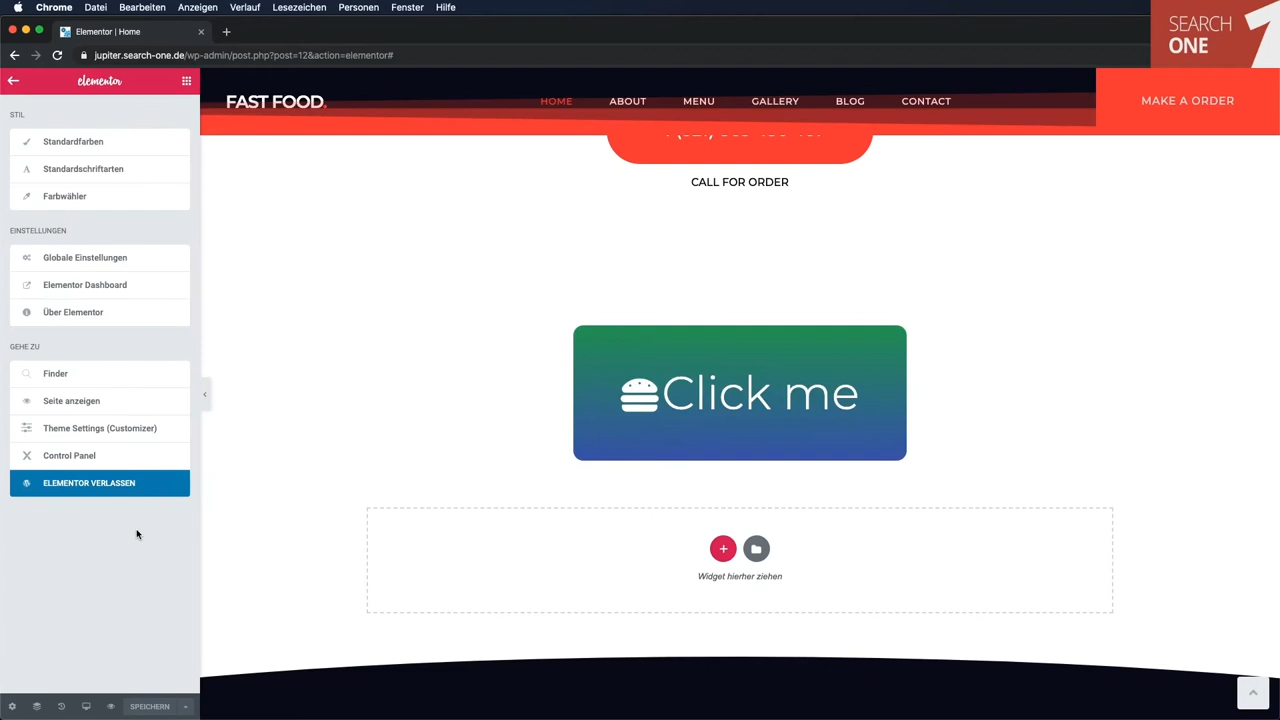 Chrome Datei Bearbeiten Anzeigen Verlauf Lesezeichen Personen Fenster Hilfe
SEARCH
ONE
Elementor | Home
jupiter.search-one.de/wp-admin/post.php?post=12&action=elementor#
elementor
FAST FOOD.
HOME ABOUT MENU GALLERY BLOG CONTACT
MAKE A ORDER
STIL
Standardfarben
Standardschriftarten
Farbwähler
CALL FOR ORDER
EINSTELLUNGEN
Globale Einstellungen
Elementor Dashboard
Über Elementor
GEHE ZU
Finder
Seite anzeigen
Theme Settings (Customizer)
Control Panel
ELEMENTOR VERLASSEN
Click me
Widget hierher ziehen
SPEICHERN